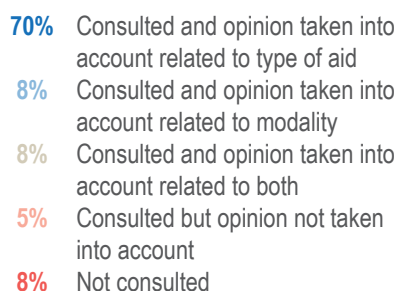 70% Consulted and opinion taken into
account related to type of aid
8% Consulted and opinion taken into
account related to modality
8% Consulted and opinion taken into
account related to both
5% Consulted but opinion not taken
into account
8% Not consulted